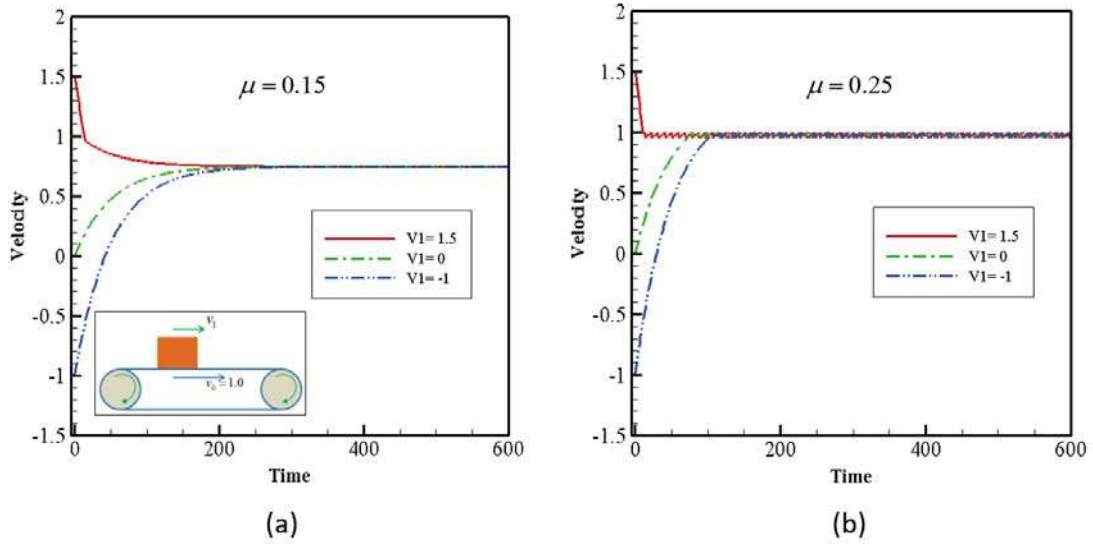 2
1.5
1
0.5
0
-0.5
-1
-1.5
Velocity
μ = 0.15
V1= 1.5
V1= 0
V1= -1
v₁
v₀ = 1.0
0
200
400
600
Time
(a)
2
1.5
1
0.5
0
-0.5
-1
-1.5
Velocity
μ = 0.25
V1= 1.5
V1= 0
V1= -1
0
200
400
600
Time
(b)